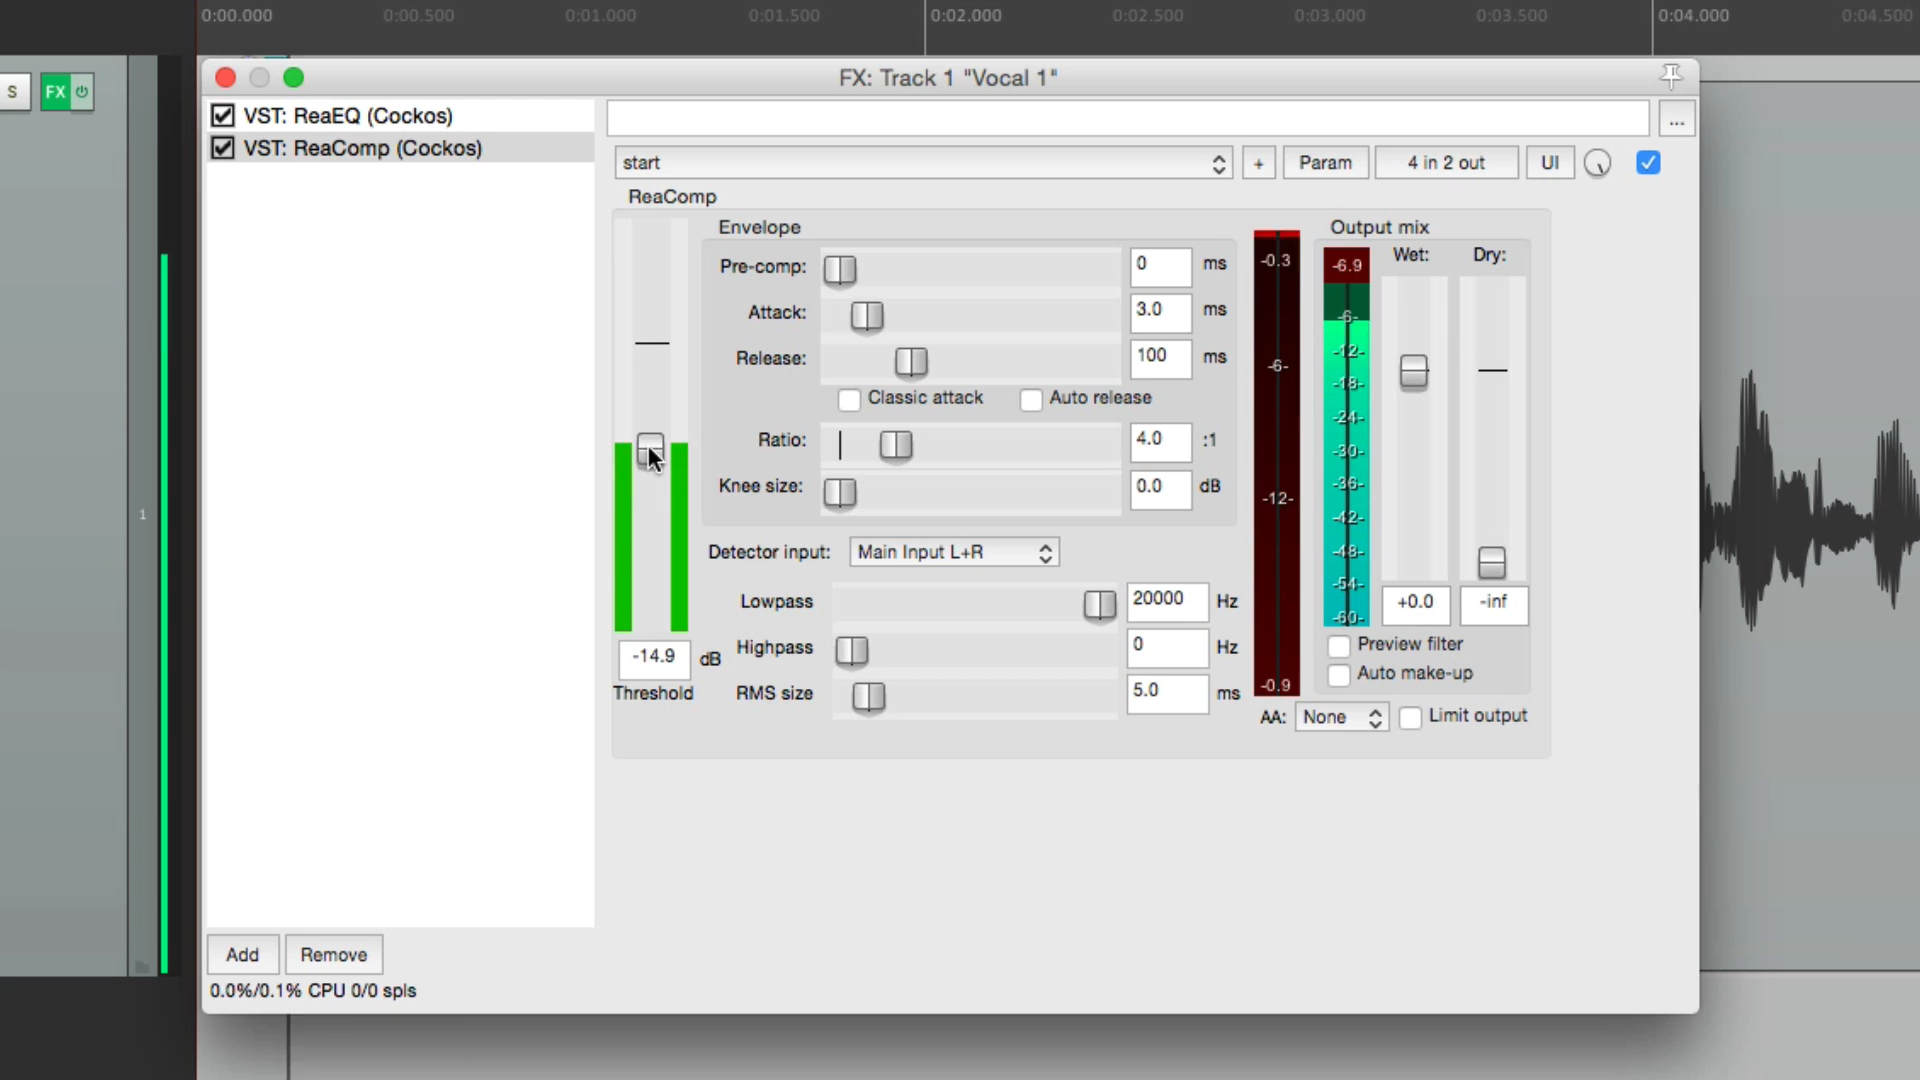 0:00.000 0:00.500 0:01.000 0:01.500 0:02.000 0:02.500 0:03.000 0:03.500 0:04.000 0:04.500
FX: Track 1 "Vocal 1"
S FX
VST: ReaEQ (Cockos)
VST: ReaComp (Cockos)
...
start + Param 4 in 2 out UI
ReaComp
Envelope
Output mix
Pre-comp: 0 ms
Attack: 3.0 ms
Release: 100 ms
Classic attack Auto release
Ratio: 4.0 :1
Knee size: 0.0 dB
Detector input: Main Input L+R
Lowpass 20000 Hz
Highpass 0 Hz
RMS size 5.0 ms
-14.9 dB
Threshold
-0.3
-6-
-12-
-0.9
-6.9
-6-
-12-
-18-
-24-
-30-
-36-
-42-
-48-
-54-
-60-
Wet: Dry:
+0.0 -inf
Preview filter
Auto make-up
AA: None Limit output
1
Add Remove
0.0%/0.1% CPU 0/0 spls